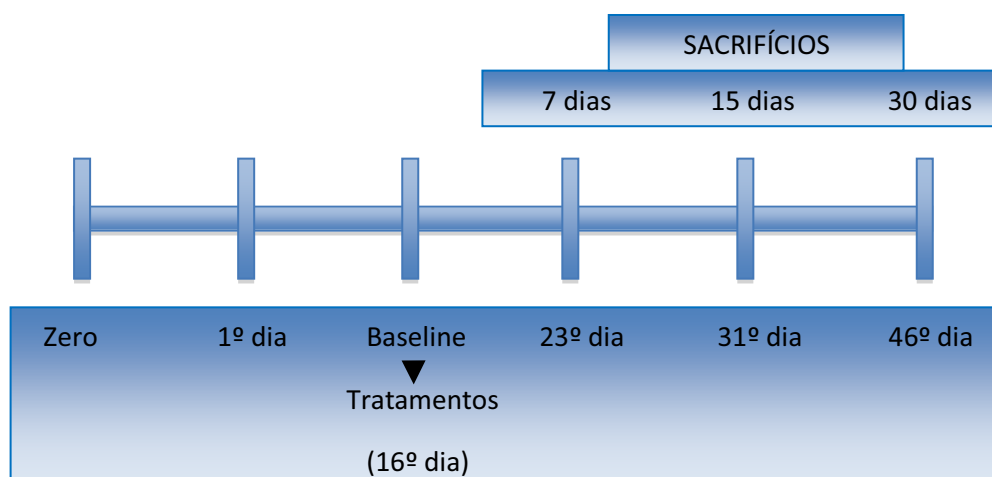 SACRIFÍCIOS
7 dias 15 dias 30 dias
Zero 1º dia Baseline 23º dia 31º dia 46º dia
Tratamentos
(16º dia)